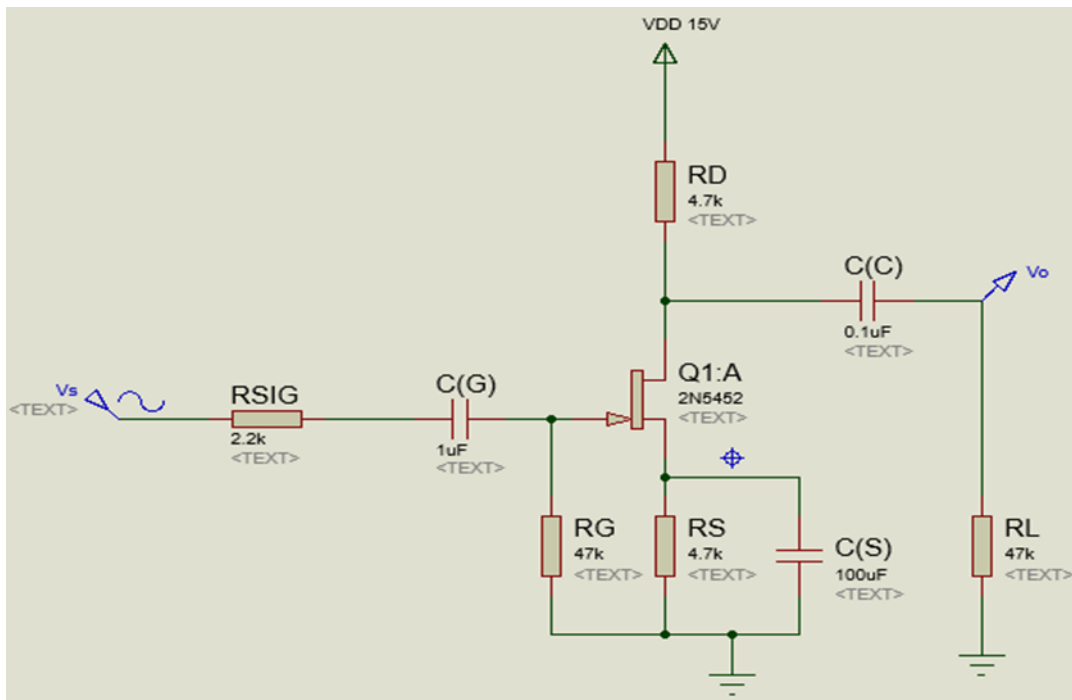 VDD 15V
RD
4.7k
<TEXT>
C(C)
0.1uF
<TEXT>
Vo
Vs
<TEXT>
RSIG
2.2k
<TEXT>
C(G)
1uF
<TEXT>
Q1:A
2N5452
<TEXT>
RG
47k
<TEXT>
RS
4.7k
<TEXT>
C(S)
100uF
<TEXT>
RL
47k
<TEXT>